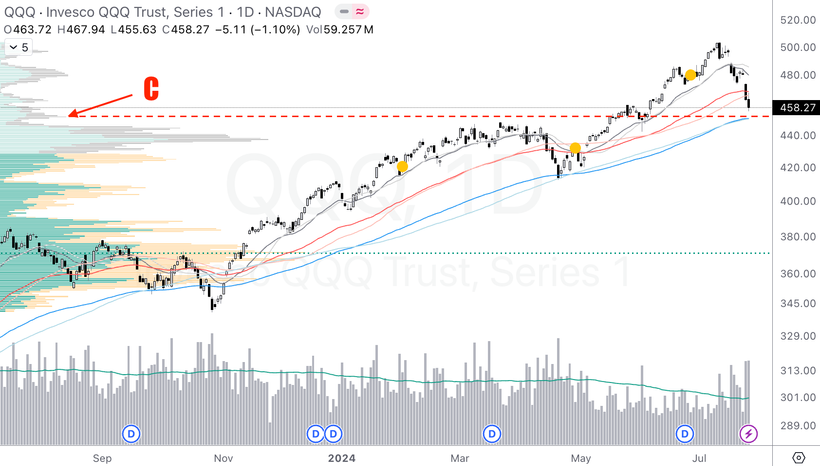 QQQ · Invesco QQQ Trust, Series 1 · 1D · NASDAQ
O463.72 H467.94 L455.63 C458.27 −5.11 (−1.10%) Vol59.257M
5
C
QQQ, 1D
QQQ Trust, Series 1
520.00
500.00
480.00
458.27
440.00
420.00
400.00
380.00
360.00
345.00
329.00
313.00
301.00
289.00
D D D D D
Sep Nov 2024 Mar May Jul